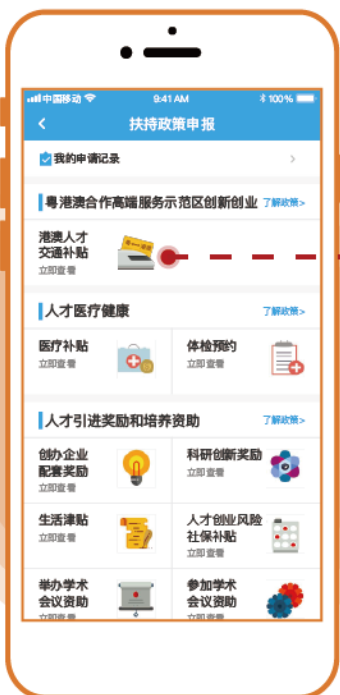 中国移动 9:41 AM 100%
扶持政策申报
我的申请记录
粤港澳合作高端服务示范区创新创业 了解政策>
港澳人才
交通补贴
立即查看
人才医疗健康 了解政策>
医疗补贴
立即查看
体检预约
立即查看
人才引进奖励和培养资助 了解政策>
创办企业
配套奖励
立即查看
科研创新奖励
立即查看
生活津贴
立即查看
人才创业风险
社保补贴
立即查看
举办学术
会议资助
立即查看
参加学术
会议资助
立即查看